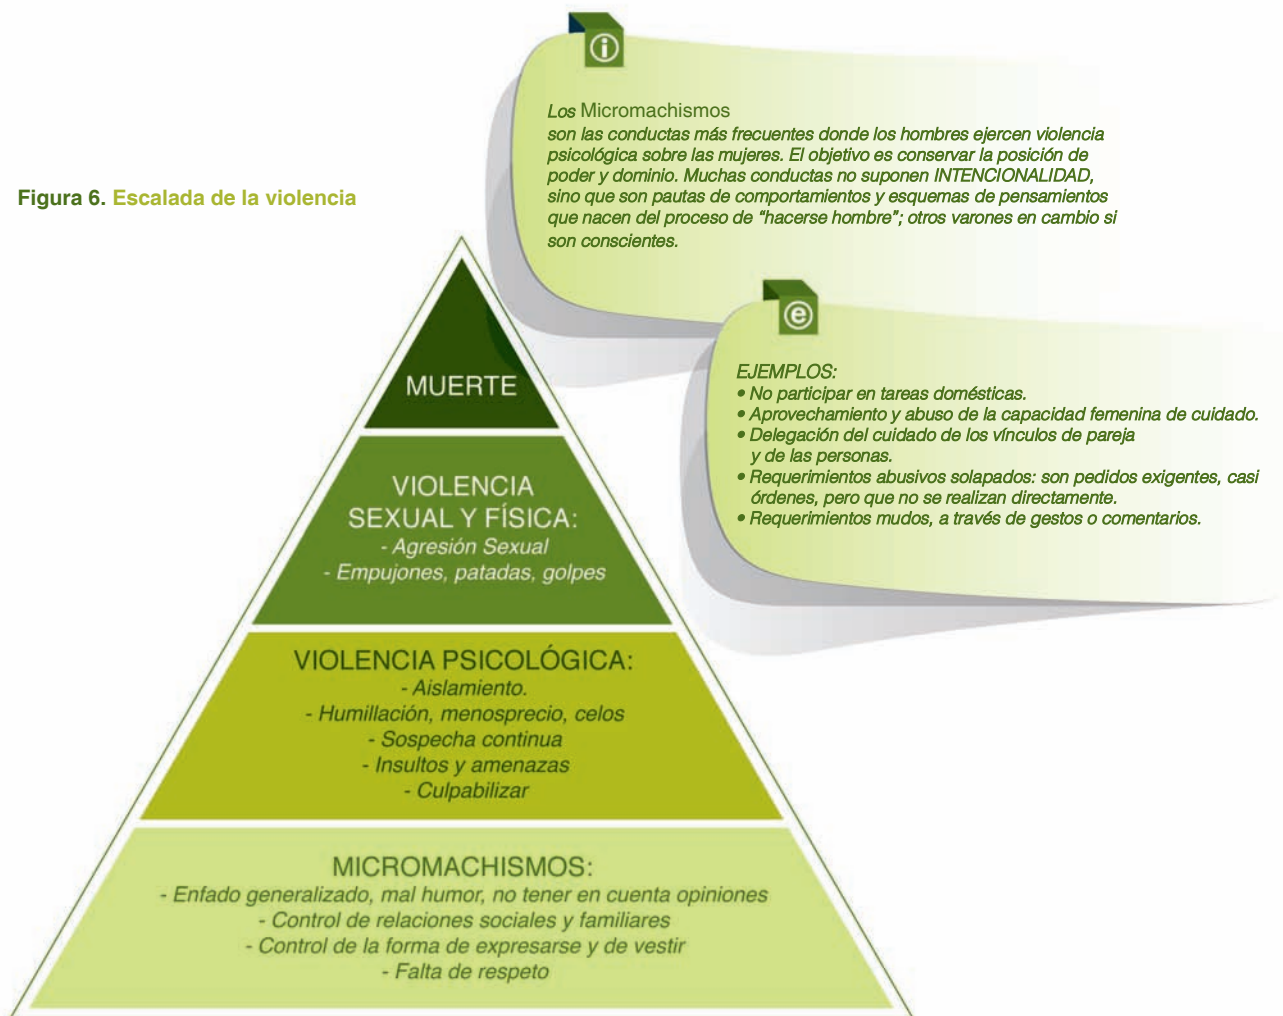 Los Micromachismos
son las conductas más frecuentes donde los hombres ejercen violencia
psicológica sobre las mujeres. El objetivo es conservar la posición de
poder y dominio. Muchas conductas no suponen INTENCIONALIDAD,
sino que son pautas de comportamientos y esquemas de pensamientos
que nacen del proceso de “hacerse hombre”; otros varones en cambio si
son conscientes.
Figura 6. Escalada de la violencia
EJEMPLOS:
• No participar en tareas domésticas.
• Aprovechamiento y abuso de la capacidad femenina de cuidado.
• Delegación del cuidado de los vínculos de pareja
y de las personas.
• Requerimientos abusivos solapados: son pedidos exigentes, casi
órdenes, pero que no se realizan directamente.
• Requerimientos mudos, a través de gestos o comentarios.
MUERTE
VIOLENCIA
SEXUAL Y FÍSICA:
- Agresión Sexual
- Empujones, patadas, golpes
VIOLENCIA PSICOLÓGICA:
- Aislamiento.
- Humillación, menosprecio, celos
- Sospecha continua
- Insultos y amenazas
- Culpabilizar
MICROMACHISMOS:
- Enfado generalizado, mal humor, no tener en cuenta opiniones
- Control de relaciones sociales y familiares
- Control de la forma de expresarse y de vestir
- Falta de respeto